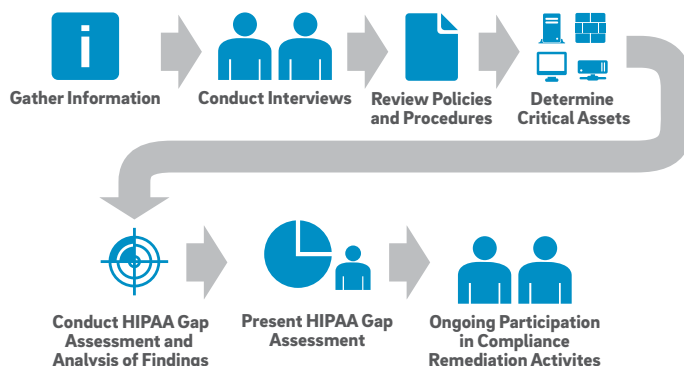 i
Gather Information
Conduct Interviews
Review Policies
and Procedures
Determine
Critical Assets
Conduct HIPAA Gap
Assessment and
Analysis of Findings
Present HIPAA Gap
Assessment
Ongoing Participation
in Compliance
Remediation Activites